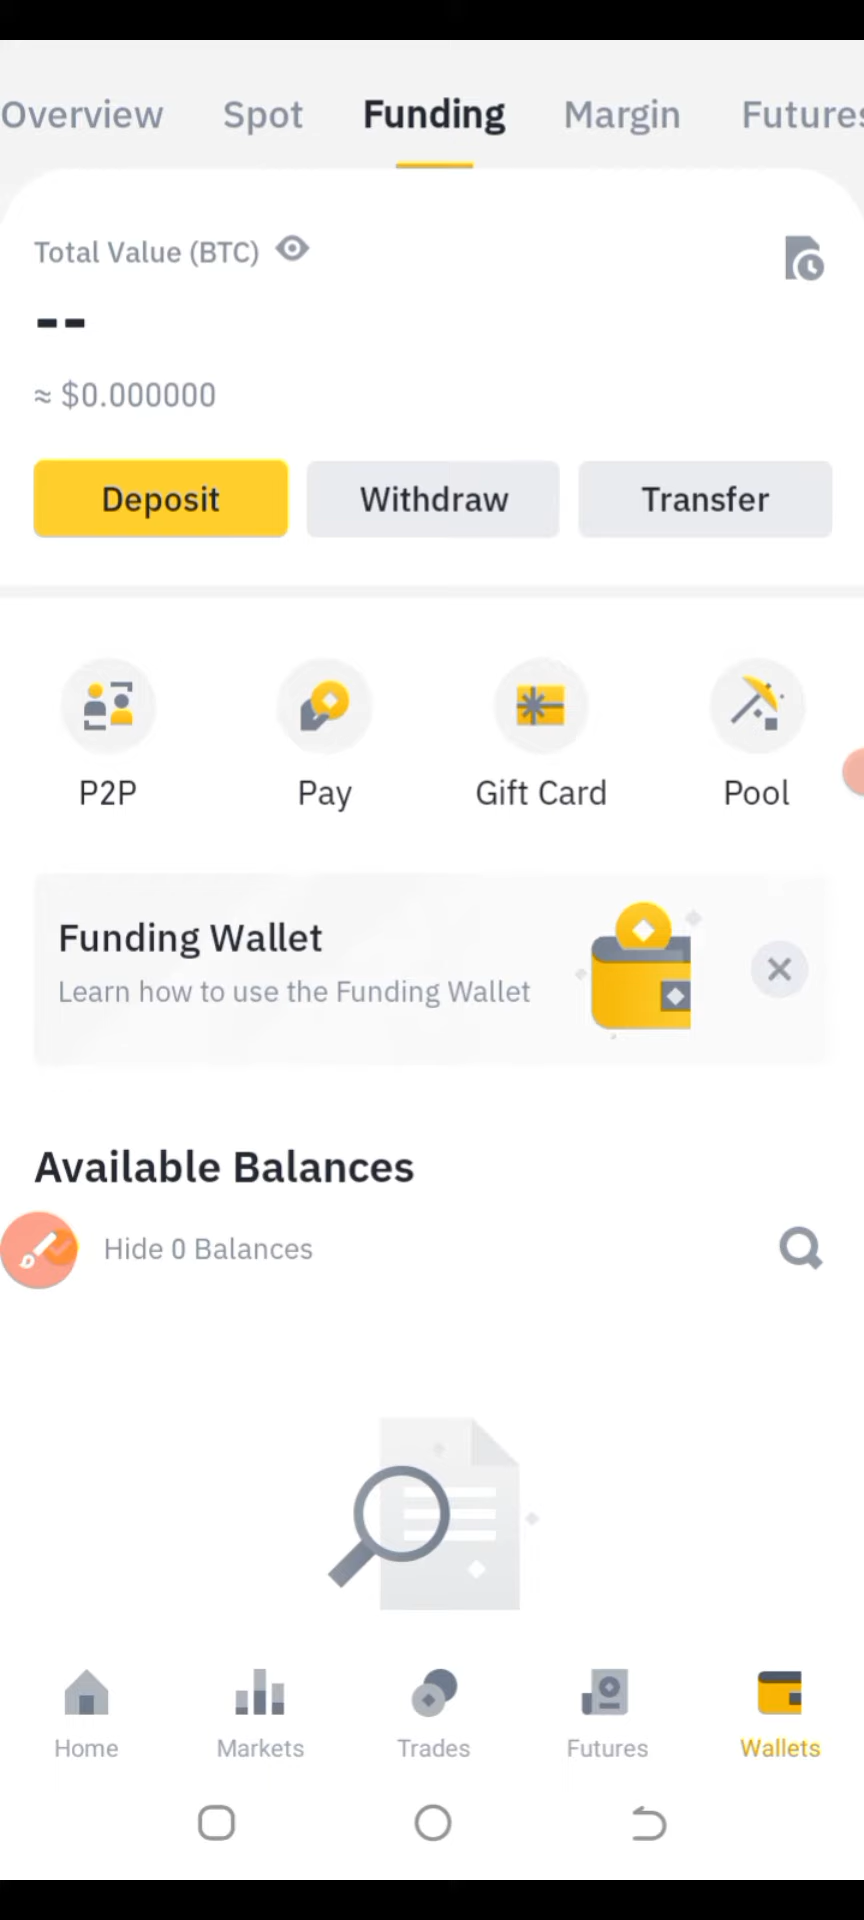 Overview Spot Funding Margin Futures
Total Value (BTC)
--
≈ $0.000000
Deposit Withdraw Transfer
P2P Pay Gift Card Pool
Funding Wallet
Learn how to use the Funding Wallet
Available Balances
Hide 0 Balances
Home Markets Trades Futures Wallets